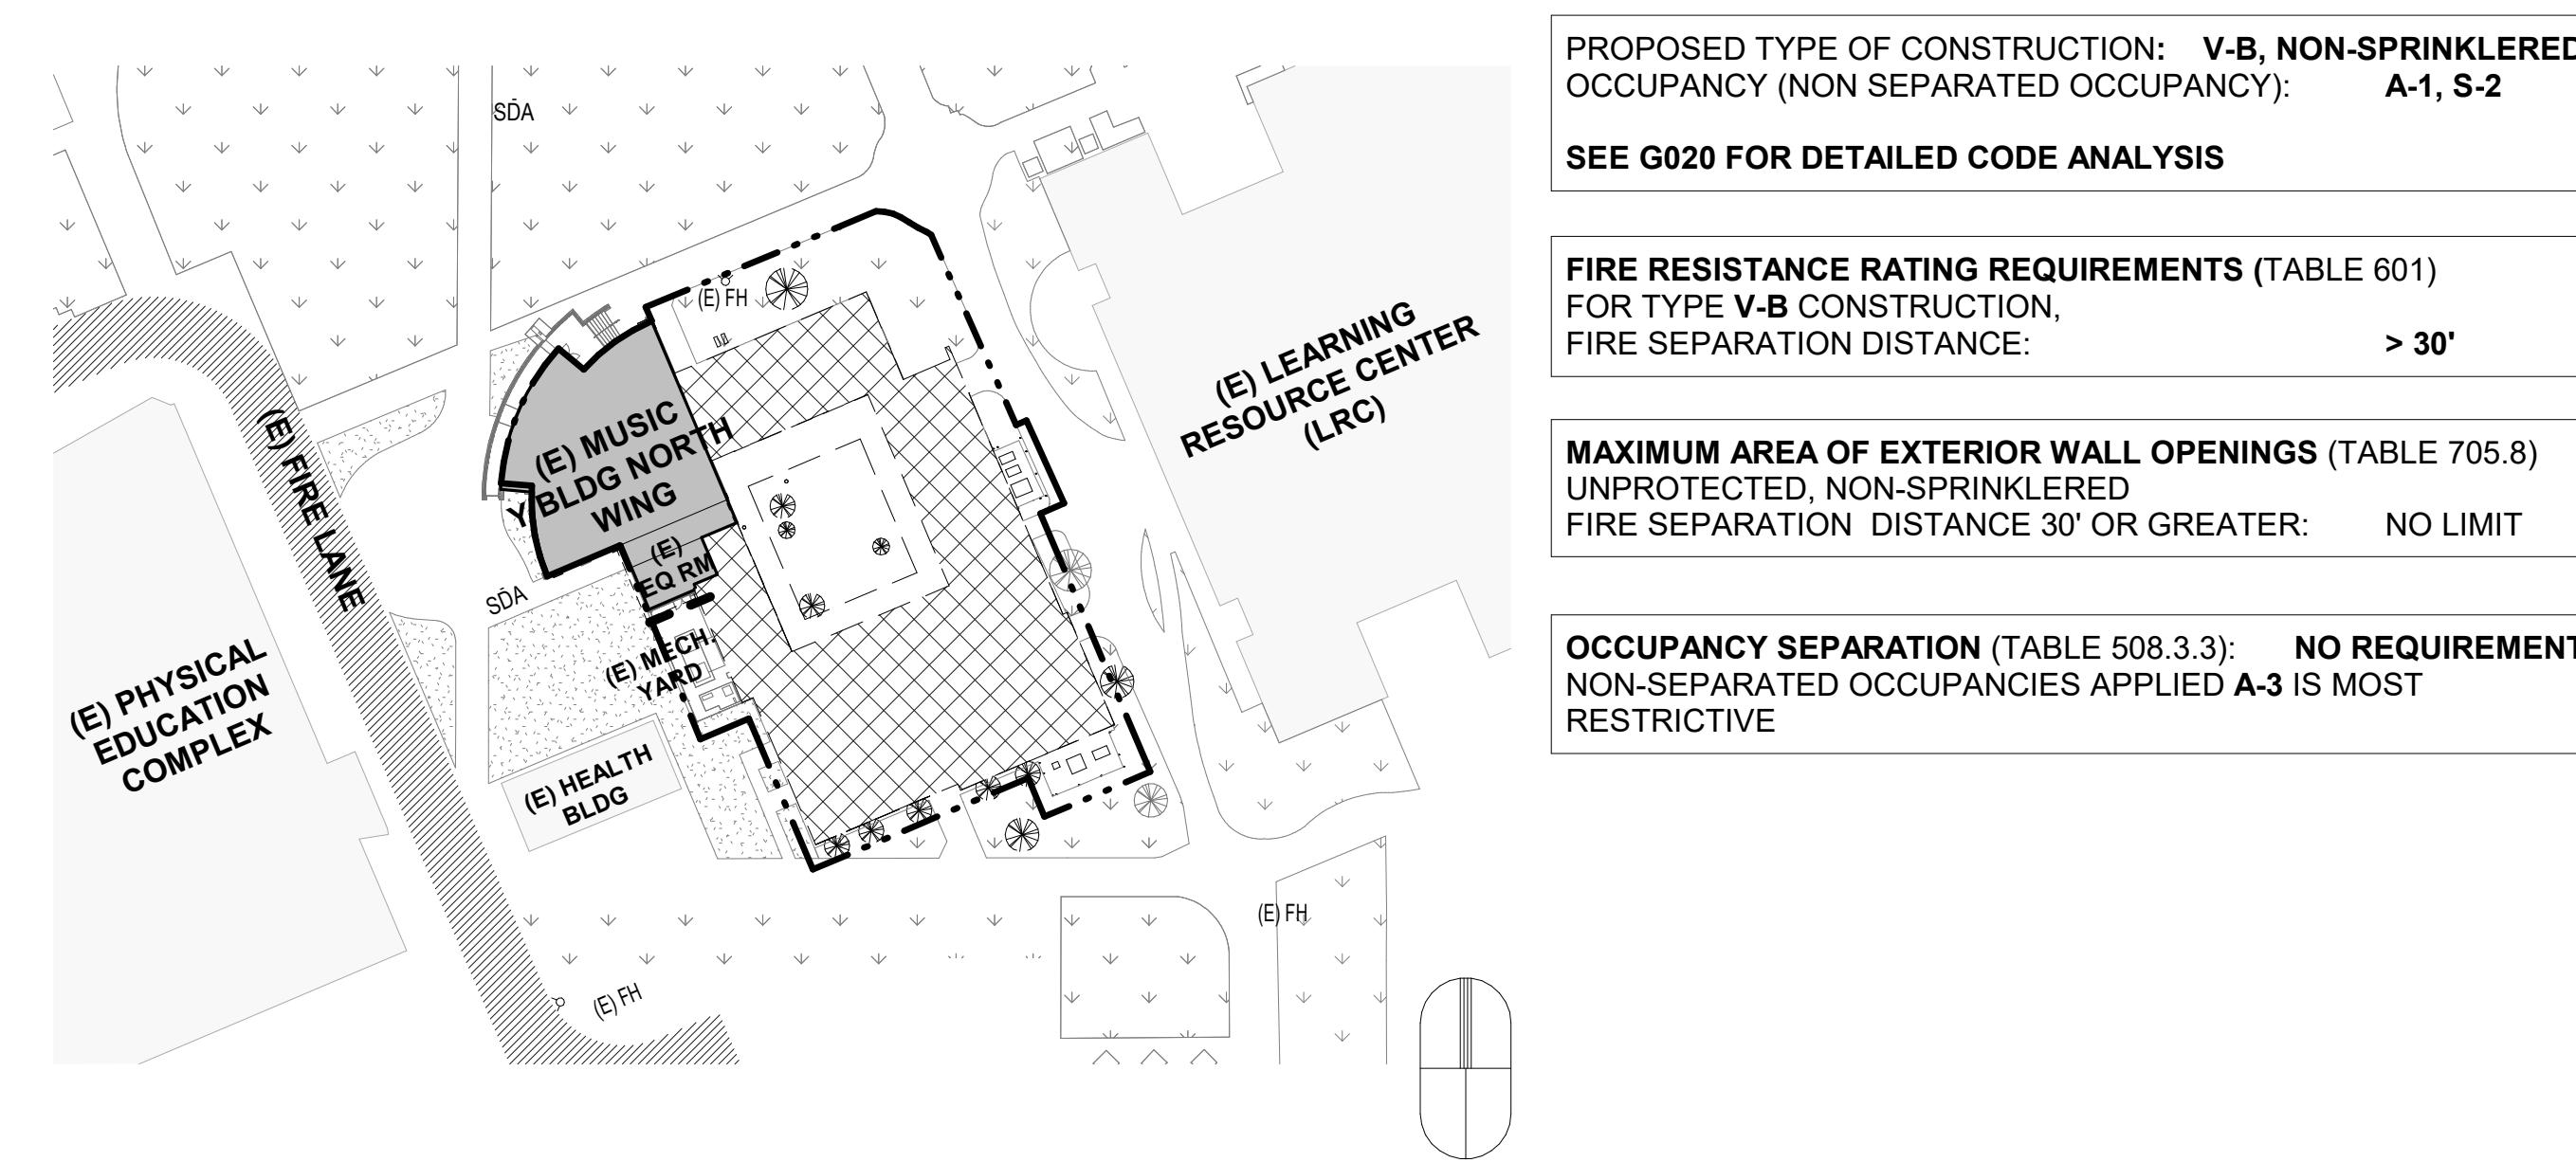 PROPOSED TYPE OF CONSTRUCTION: V-B, NON-SPRINKLERED
OCCUPANCY (NON SEPARATED OCCUPANCY): A-1, S-2
SEE G020 FOR DETAILED CODE ANALYSIS
FIRE RESISTANCE RATING REQUIREMENTS (TABLE 601)
FOR TYPE V-B CONSTRUCTION,
FIRE SEPARATION DISTANCE: > 30'
MAXIMUM AREA OF EXTERIOR WALL OPENINGS (TABLE 705.8)
UNPROTECTED, NON-SPRINKLERED
FIRE SEPARATION DISTANCE 30' OR GREATER: NO LIMIT
OCCUPANCY SEPARATION (TABLE 508.3.3): NO REQUIREMENT
NON-SEPARATED OCCUPANCIES APPLIED A-3 IS MOST
RESTRICTIVE
SDA
(E) FH
(E) LEARNING
RESOURCE CENTER
(LRC)
(E) MUSIC
BLDG NORTH
WING
Y
(E) FIRE LANE
(E)
EQ RM
SDA
(E) MECH.
YARD
(E) PHYSICAL
EDUCATION
COMPLEX
(E) HEALTH
BLDG
(E) FH
(E) FH